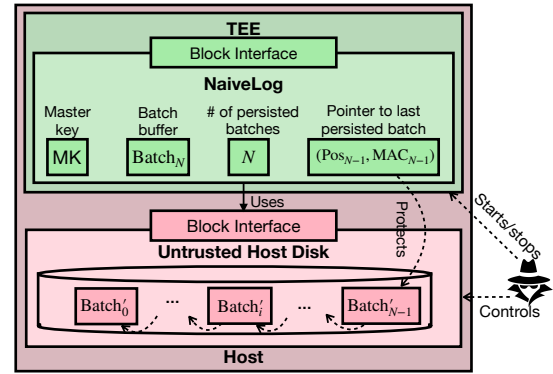 TEE
Block Interface
NaiveLog
Master key
Batch buffer
# of persisted batches
Pointer to last persisted batch
MK
Batch_N
N
(Pos_{N−1}, MAC_{N−1})
Uses
Protects
Starts/stops
Block Interface
Untrusted Host Disk
Batch′_0
...
Batch′_i
...
Batch′_{N−1}
Controls
Host